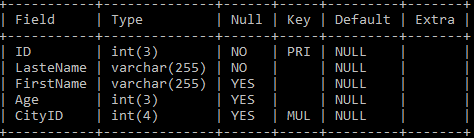 +-----------+--------------+------+-----+---------+-------+
| Field     | Type         | Null | Key | Default | Extra |
+-----------+--------------+------+-----+---------+-------+
| ID        | int(3)       | NO   | PRI | NULL    |       |
| LasteName | varchar(255) | NO   |     | NULL    |       |
| FirstName | varchar(255) | YES  |     | NULL    |       |
| Age       | int(3)       | YES  |     | NULL    |       |
| CityID    | int(4)       | YES  | MUL | NULL    |       |
+-----------+--------------+------+-----+---------+-------+